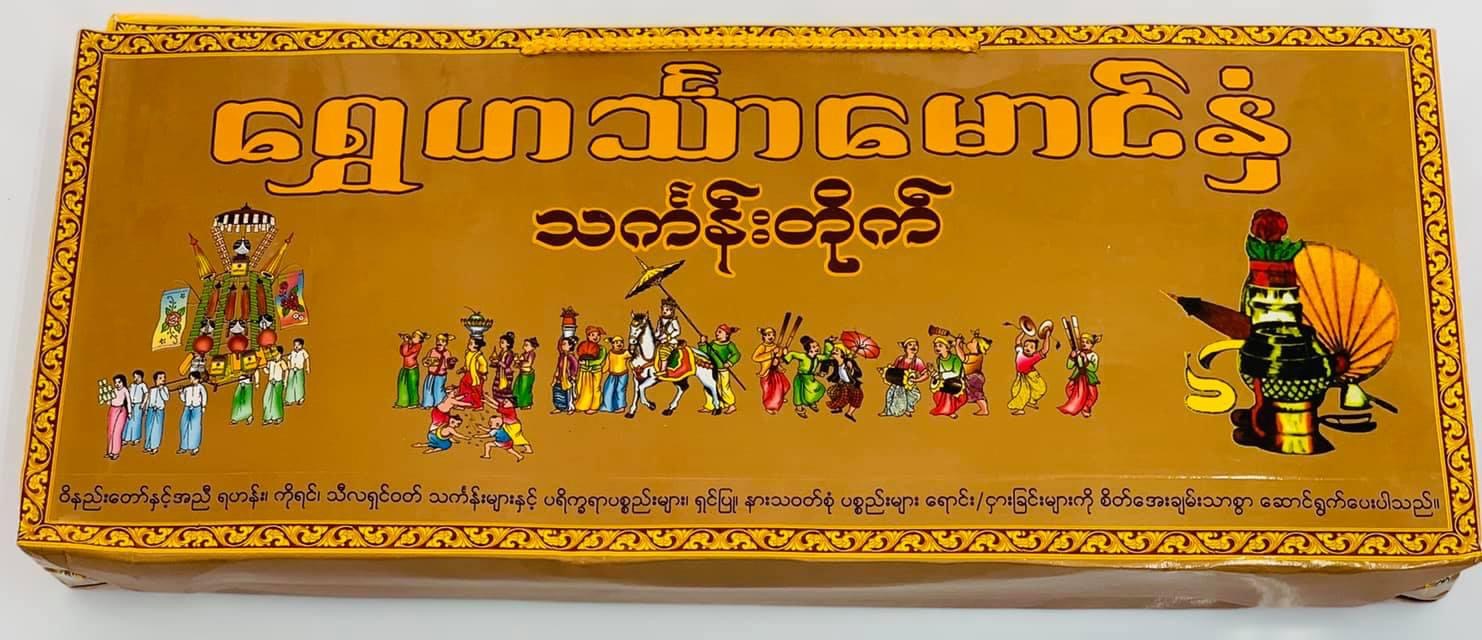 ရွှေဟင်္သာမောင်နှံ
သင်္ကန်းတိုက်
ဝိနည်းတော်နှင့်အညီ ရဟန်း၊ ကိုရင်၊ သီလရှင်ဝတ် သင်္ကန်းများနှင့် ပရိက္ခရာပစ္စည်းများ၊ ရှင်ပြု၊ နားသဝတ်စုံ ပစ္စည်းများ ရောင်း/ငှားခြင်းများကို စိတ်အေးချမ်းသာစွာ ဆောင်ရွက်ပေးပါသည်။